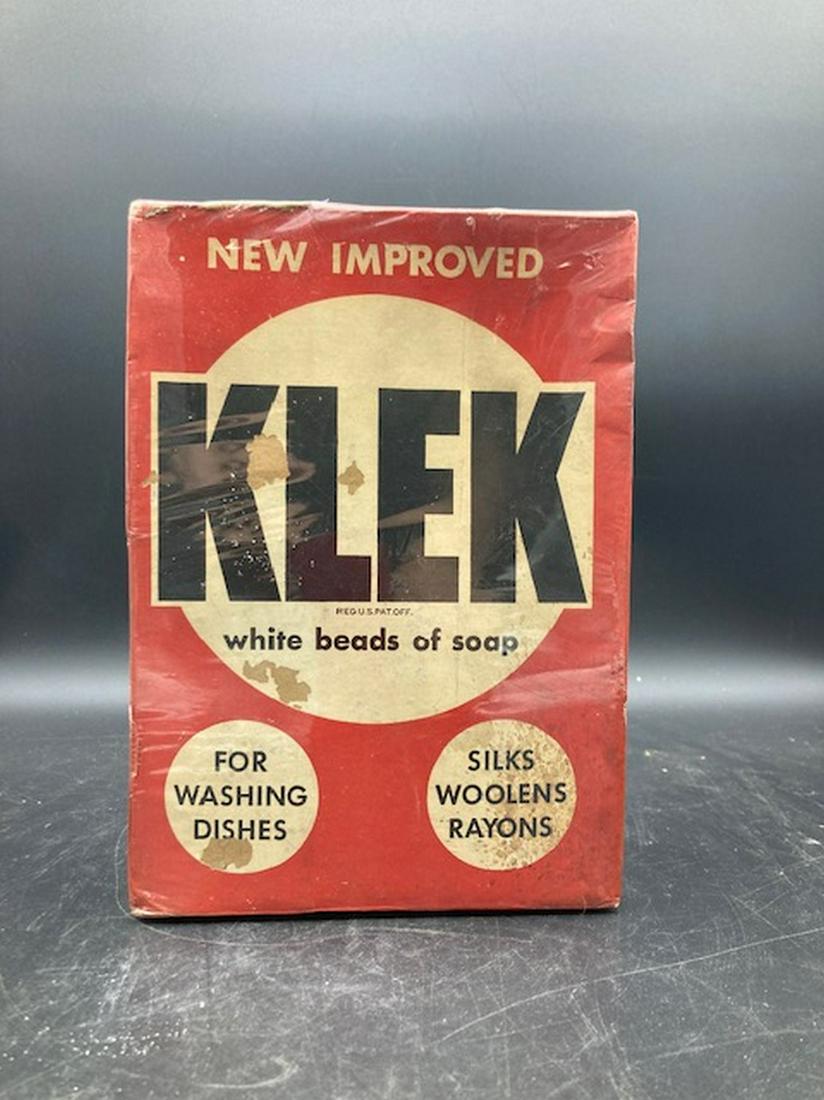 NEW IMPROVED
KLEK
REG U.S. PAT. OFF.
white beads of soap
FOR
WASHING
DISHES
SILKS
WOOLENS
RAYONS